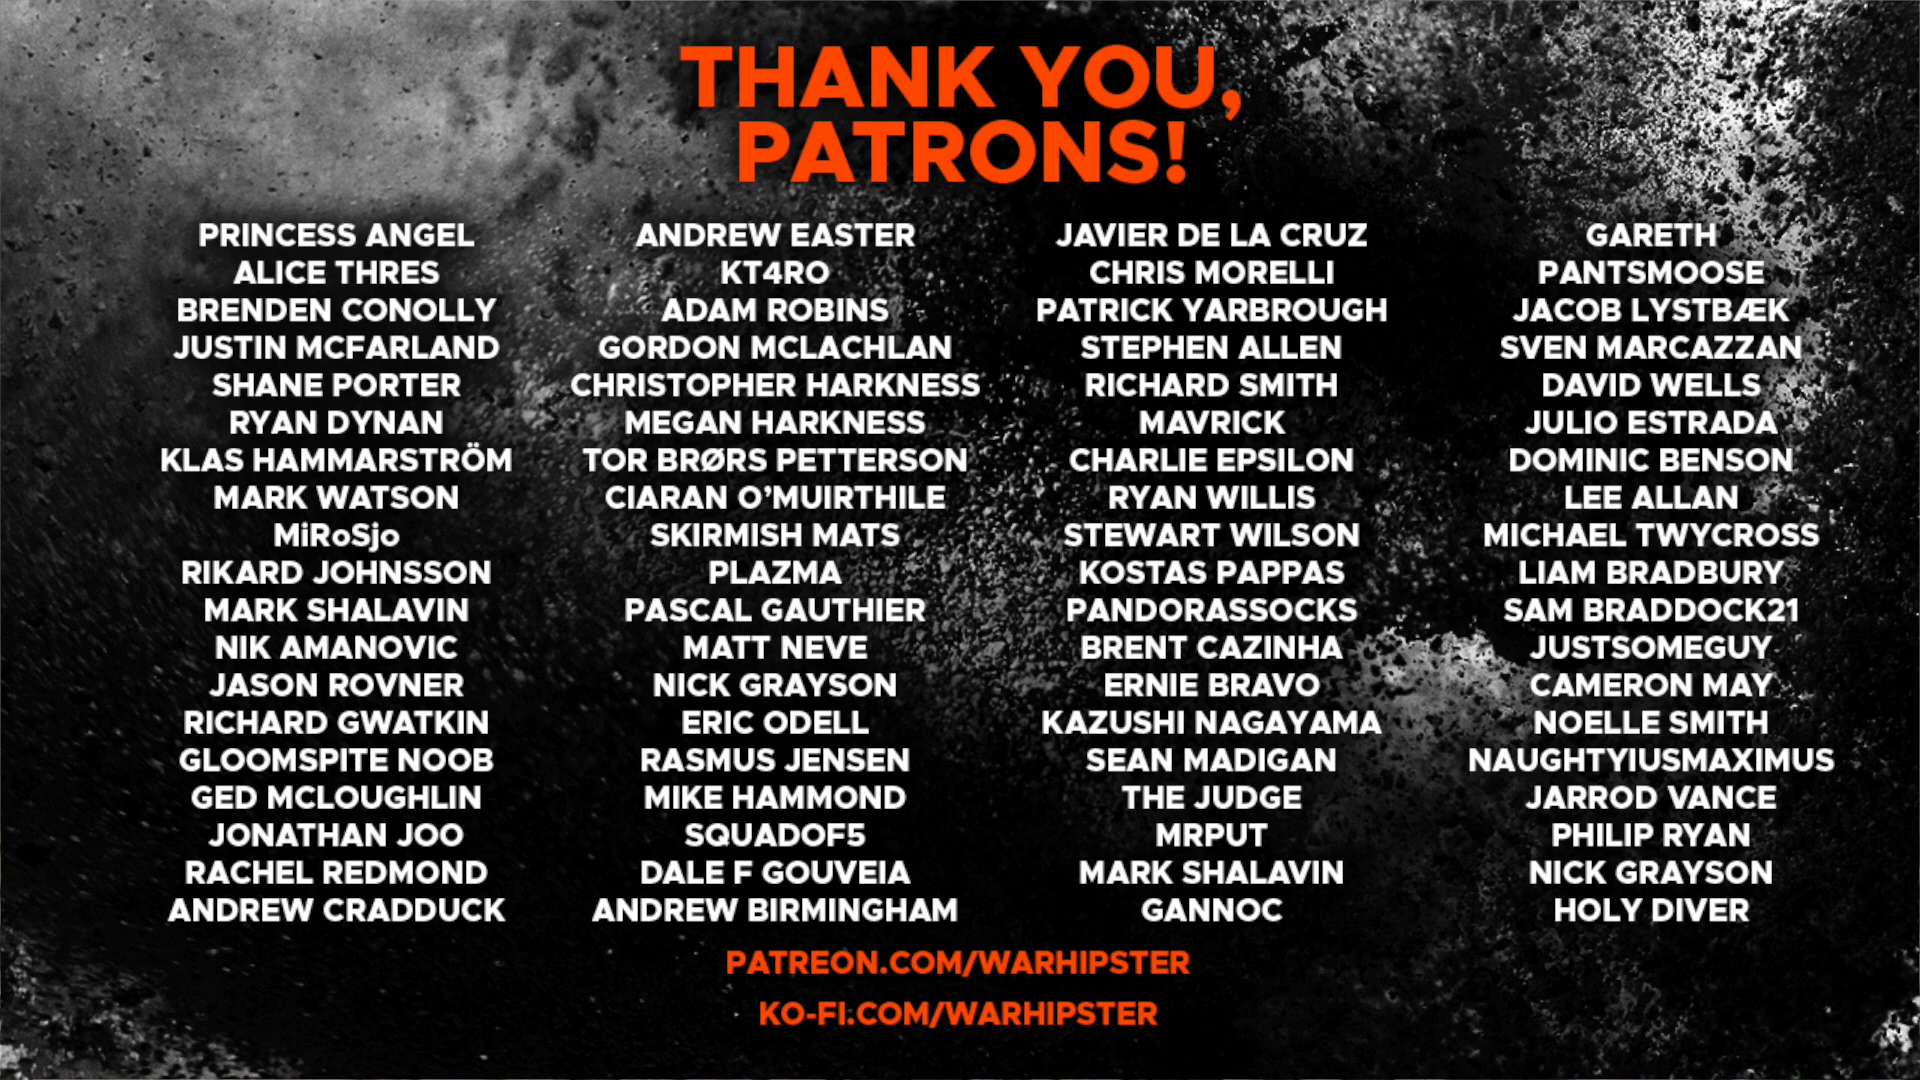 THANK YOU,
PATRONS!
PRINCESS ANGEL
ALICE THRES
BRENDEN CONOLLY
JUSTIN MCFARLAND
SHANE PORTER
RYAN DYNAN
KLAS HAMMARSTRÖM
MARK WATSON
MiRoSjo
RIKARD JOHNSSON
MARK SHALAVIN
NIK AMANOVIC
JASON ROVNER
RICHARD GWATKIN
GLOOMSPITE NOOB
GED MCLOUGHLIN
JONATHAN JOO
RACHEL REDMOND
ANDREW CRADDUCK
ANDREW EASTER
KT4RO
ADAM ROBINS
GORDON MCLACHLAN
CHRISTOPHER HARKNESS
MEGAN HARKNESS
TOR BRØRS PETTERSON
CIARAN O’MUIRTHILE
SKIRMISH MATS
PLAZMA
PASCAL GAUTHIER
MATT NEVE
NICK GRAYSON
ERIC ODELL
RASMUS JENSEN
MIKE HAMMOND
SQUADOF5
DALE F GOUVEIA
ANDREW BIRMINGHAM
JAVIER DE LA CRUZ
CHRIS MORELLI
PATRICK YARBROUGH
STEPHEN ALLEN
RICHARD SMITH
MAVRICK
CHARLIE EPSILON
RYAN WILLIS
STEWART WILSON
KOSTAS PAPPAS
PANDORASSOCKS
BRENT CAZINHA
ERNIE BRAVO
KAZUSHI NAGAYAMA
SEAN MADIGAN
THE JUDGE
MRPUT
MARK SHALAVIN
GANNOC
GARETH
PANTSMOOSE
JACOB LYSTBÆK
SVEN MARCAZZAN
DAVID WELLS
JULIO ESTRADA
DOMINIC BENSON
LEE ALLAN
MICHAEL TWYCROSS
LIAM BRADBURY
SAM BRADDOCK21
JUSTSOMEGUY
CAMERON MAY
NOELLE SMITH
NAUGHTYIUSMAXIMUS
JARROD VANCE
PHILIP RYAN
NICK GRAYSON
HOLY DIVER
PATREON.COM/WARHIPSTER
KO-FI.COM/WARHIPSTER